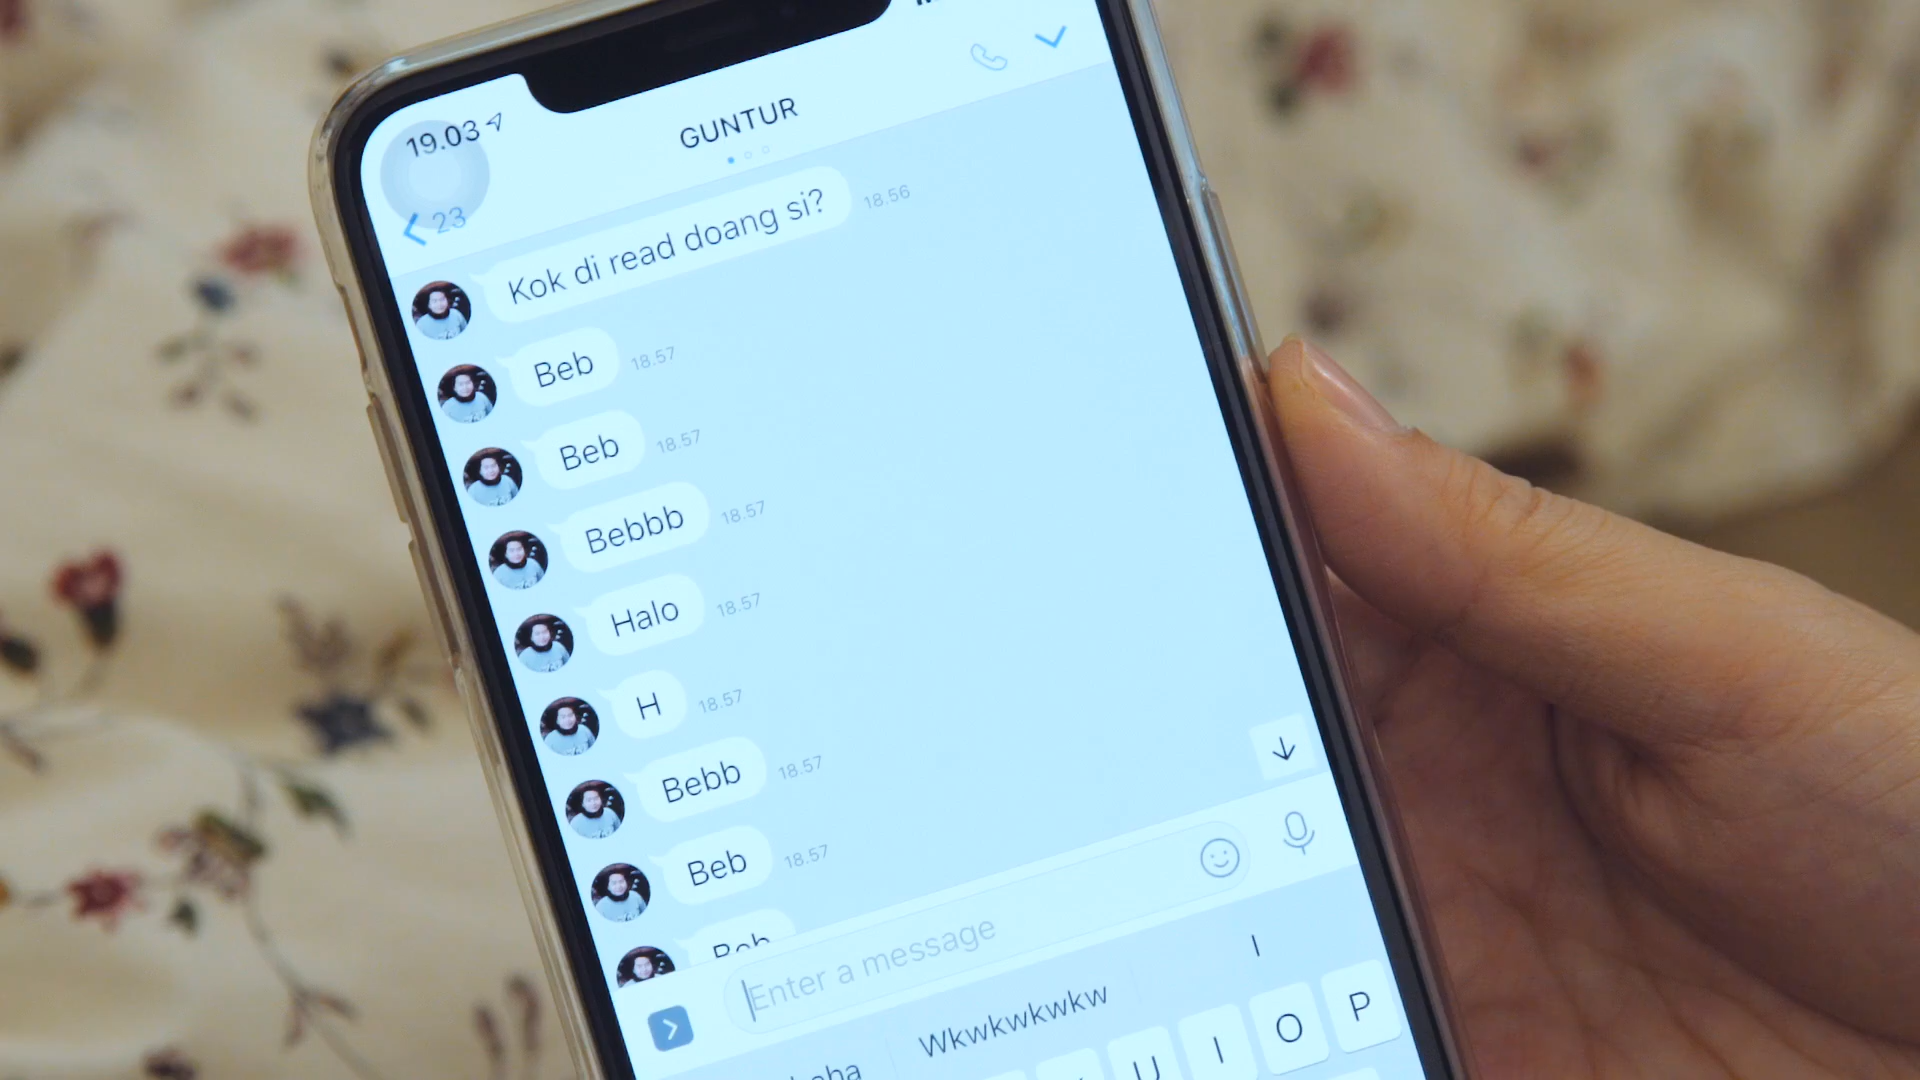 19.03
GUNTUR
23
Kok di read doang si? 18.56
Beb 18.57
Beb 18.57
Bebbb 18.57
Halo 18.57
H 18.57
Bebb 18.57
Beb 18.57
Enter a message
Wkwkwkwkw I
U I O P